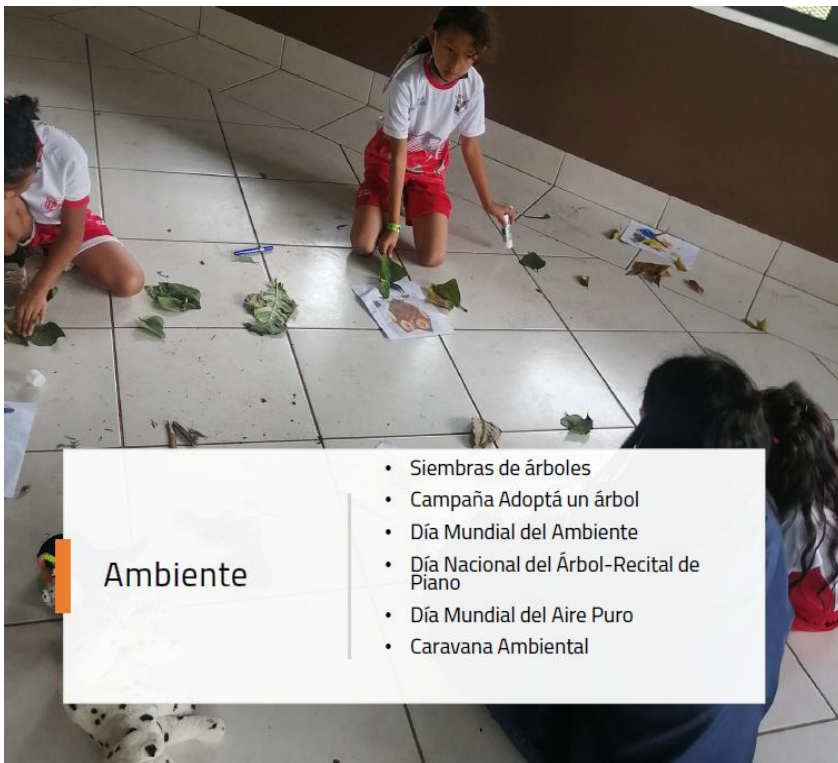 Ambiente
• Siembras de árboles
• Campaña Adoptá un árbol
• Día Mundial del Ambiente
• Día Nacional del Árbol-Recital de
Piano
• Día Mundial del Aire Puro
• Caravana Ambiental